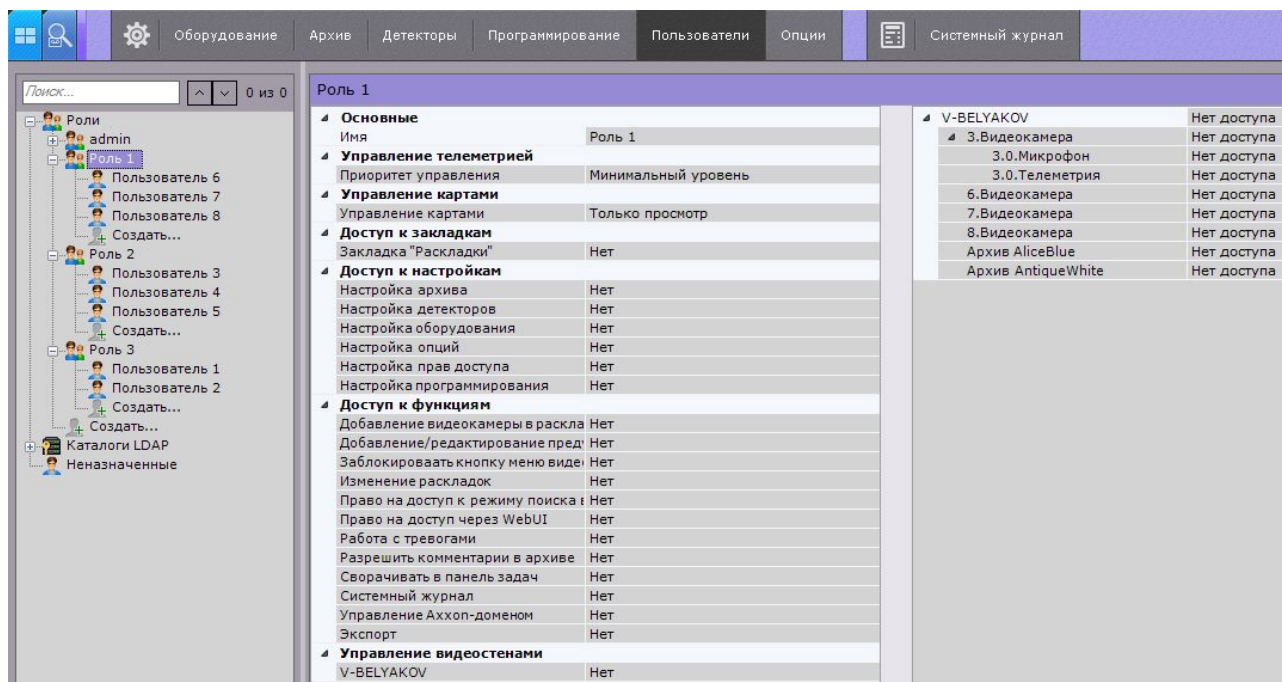 Оборудование Архив Детекторы Программирование Пользователи Опции Системный журнал
Поиск... 0 из 0
Роли
admin
Роль 1
Пользователь 6
Пользователь 7
Пользователь 8
Создать...
Роль 2
Пользователь 3
Пользователь 4
Пользователь 5
Создать...
Роль 3
Пользователь 1
Пользователь 2
Создать...
Создать...
Каталоги LDAP
Неназначенные
Роль 1
Основные
Имя Роль 1
Управление телеметрией
Приоритет управления Минимальный уровень
Управление картами
Управление картами Только просмотр
Доступ к закладкам
Закладка "Раскладки" Нет
Доступ к настройкам
Настройка архива Нет
Настройка детекторов Нет
Настройка оборудования Нет
Настройка опций Нет
Настройка прав доступа Нет
Настройка программирования Нет
Доступ к функциям
Добавление видеокамеры в раскла Нет
Добавление/редактирование пред Нет
Заблокироваать кнопку меню виде Нет
Изменение раскладок Нет
Право на доступ к режиму поиска в Нет
Право на доступ через WebUI Нет
Работа с тревогами Нет
Разрешить комментарии в архиве Нет
Сворачивать в панель задач Нет
Системный журнал Нет
Управление Axxon-доменом Нет
Экспорт Нет
Управление видеостенами
V-BELYAKOV Нет
V-BELYAKOV Нет доступа
3.Видеокамера Нет доступа
3.0.Микрофон Нет доступа
3.0.Телеметрия Нет доступа
6.Видеокамера Нет доступа
7.Видеокамера Нет доступа
8.Видеокамера Нет доступа
Архив AliceBlue Нет доступа
Архив AntiqueWhite Нет доступа